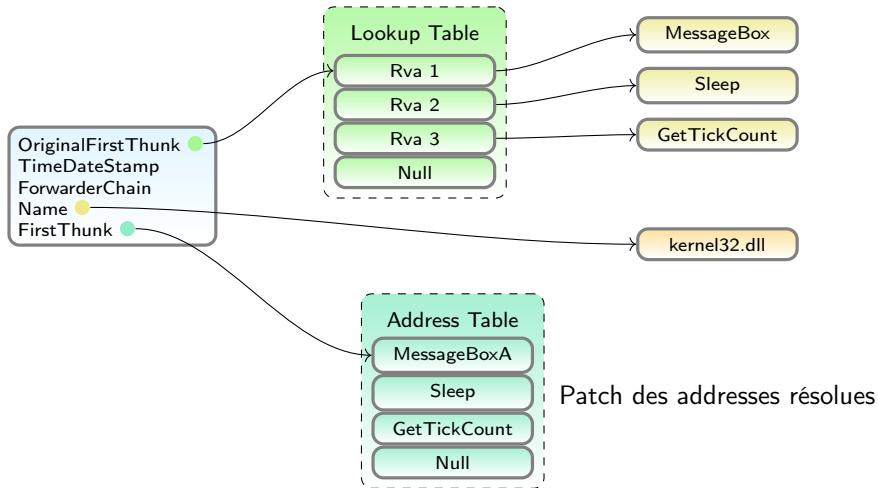 Lookup Table
Rva 1
Rva 2
Rva 3
Null
MessageBox
Sleep
GetTickCount
OriginalFirstThunk
TimeDateStamp
ForwarderChain
Name
FirstThunk
kernel32.dll
Address Table
MessageBoxA
Sleep
GetTickCount
Null
Patch des addresses résolues